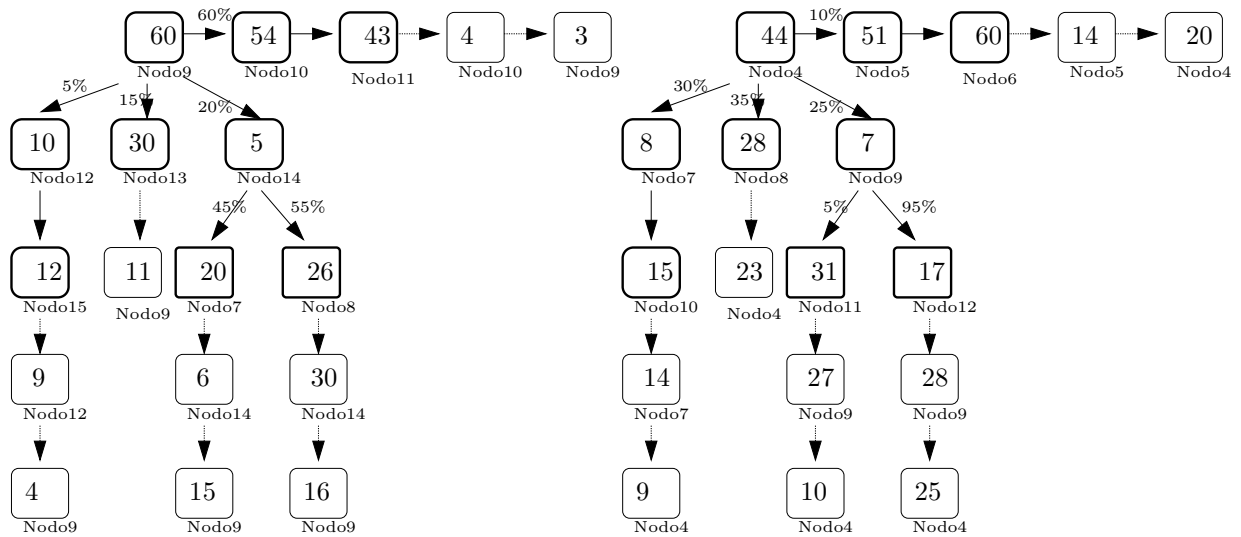 60% 10%
60 54 43 4 3 44 51 60 14 20
Nodo9 Nodo10 Nodo11 Nodo10 Nodo9 Nodo4 Nodo5 Nodo6 Nodo5 Nodo4
5% 15% 20% 30% 35% 25%
10 30 5 8 28 7
Nodo12 Nodo13 Nodo14 Nodo7 Nodo8 Nodo9
45% 55% 5% 95%
12 11 20 26 15 23 31 17
Nodo15 Nodo9 Nodo7 Nodo8 Nodo10 Nodo4 Nodo11 Nodo12
9 6 30 14 27 28
Nodo12 Nodo14 Nodo14 Nodo7 Nodo9 Nodo9
4 15 16 9 10 25
Nodo9 Nodo9 Nodo9 Nodo4 Nodo4 Nodo4